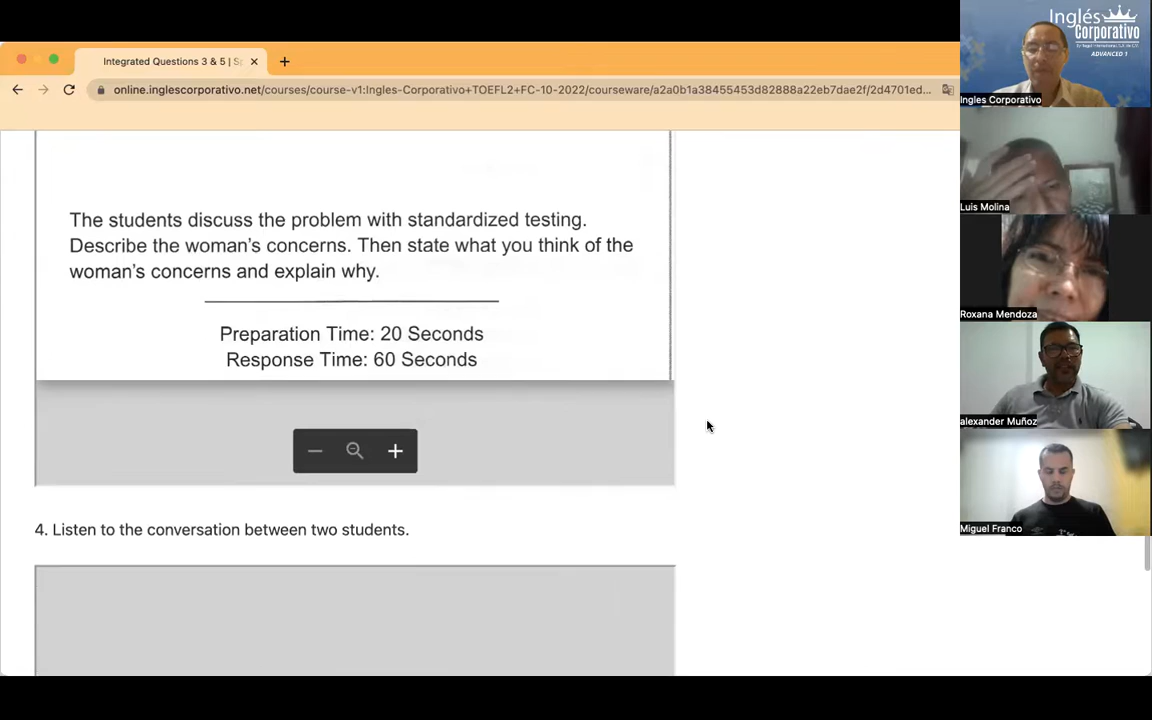 Integrated Questions 3 & 5 | Sp
online.inglescorporativo.net/courses/course-v1:Ingles-Corporativo+TOEFL2+FC-10-2022/courseware/a2a0b1a38455453d82888a22eb7dae2f/2d4701ed...
The students discuss the problem with standardized testing.
Describe the woman's concerns. Then state what you think of the
woman's concerns and explain why.
Preparation Time: 20 Seconds
Response Time: 60 Seconds
4. Listen to the conversation between two students.
Inglés
Corporativo
ADVANCED 1
Ingles Corporativo
Luis Molina
Roxana Mendoza
alexander Muñoz
Miguel Franco